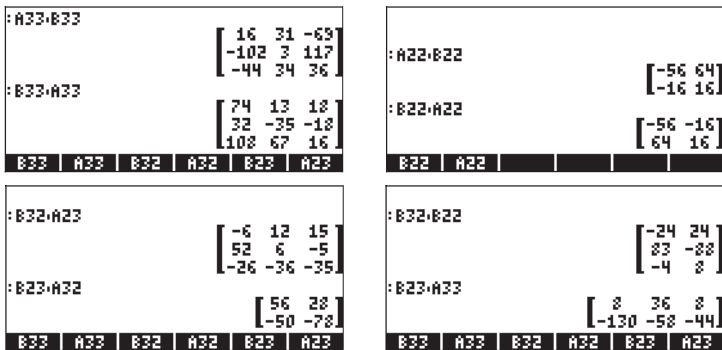 :A33·B33
[ 16 31 -69]
[-102 3 117]
[ -44 34 36 ]
:B33·A33
[ 74 13 18 ]
[ 32 -35 -18]
[108 67 16 ]
B33 | A33 | B32 | A32 | B23 | A23
:A22·B22
[-56 64]
[-16 16]
:B22·A22
[-56 -16]
[ 64 16 ]
B22 | A22
:B32·A23
[ -6 12 15 ]
[ 52 6 -5 ]
[-26 -36 -35]
:B23·A32
[ 56 28 ]
[-50 -78]
B33 | A33 | B32 | A32 | B23 | A23
:B32·B22
[-24 24 ]
[ 83 -88]
[ -4 8 ]
:B23·A33
[ 8 36 8 ]
[-130 -58 -44]
B33 | A33 | B32 | A32 | B23 | A23